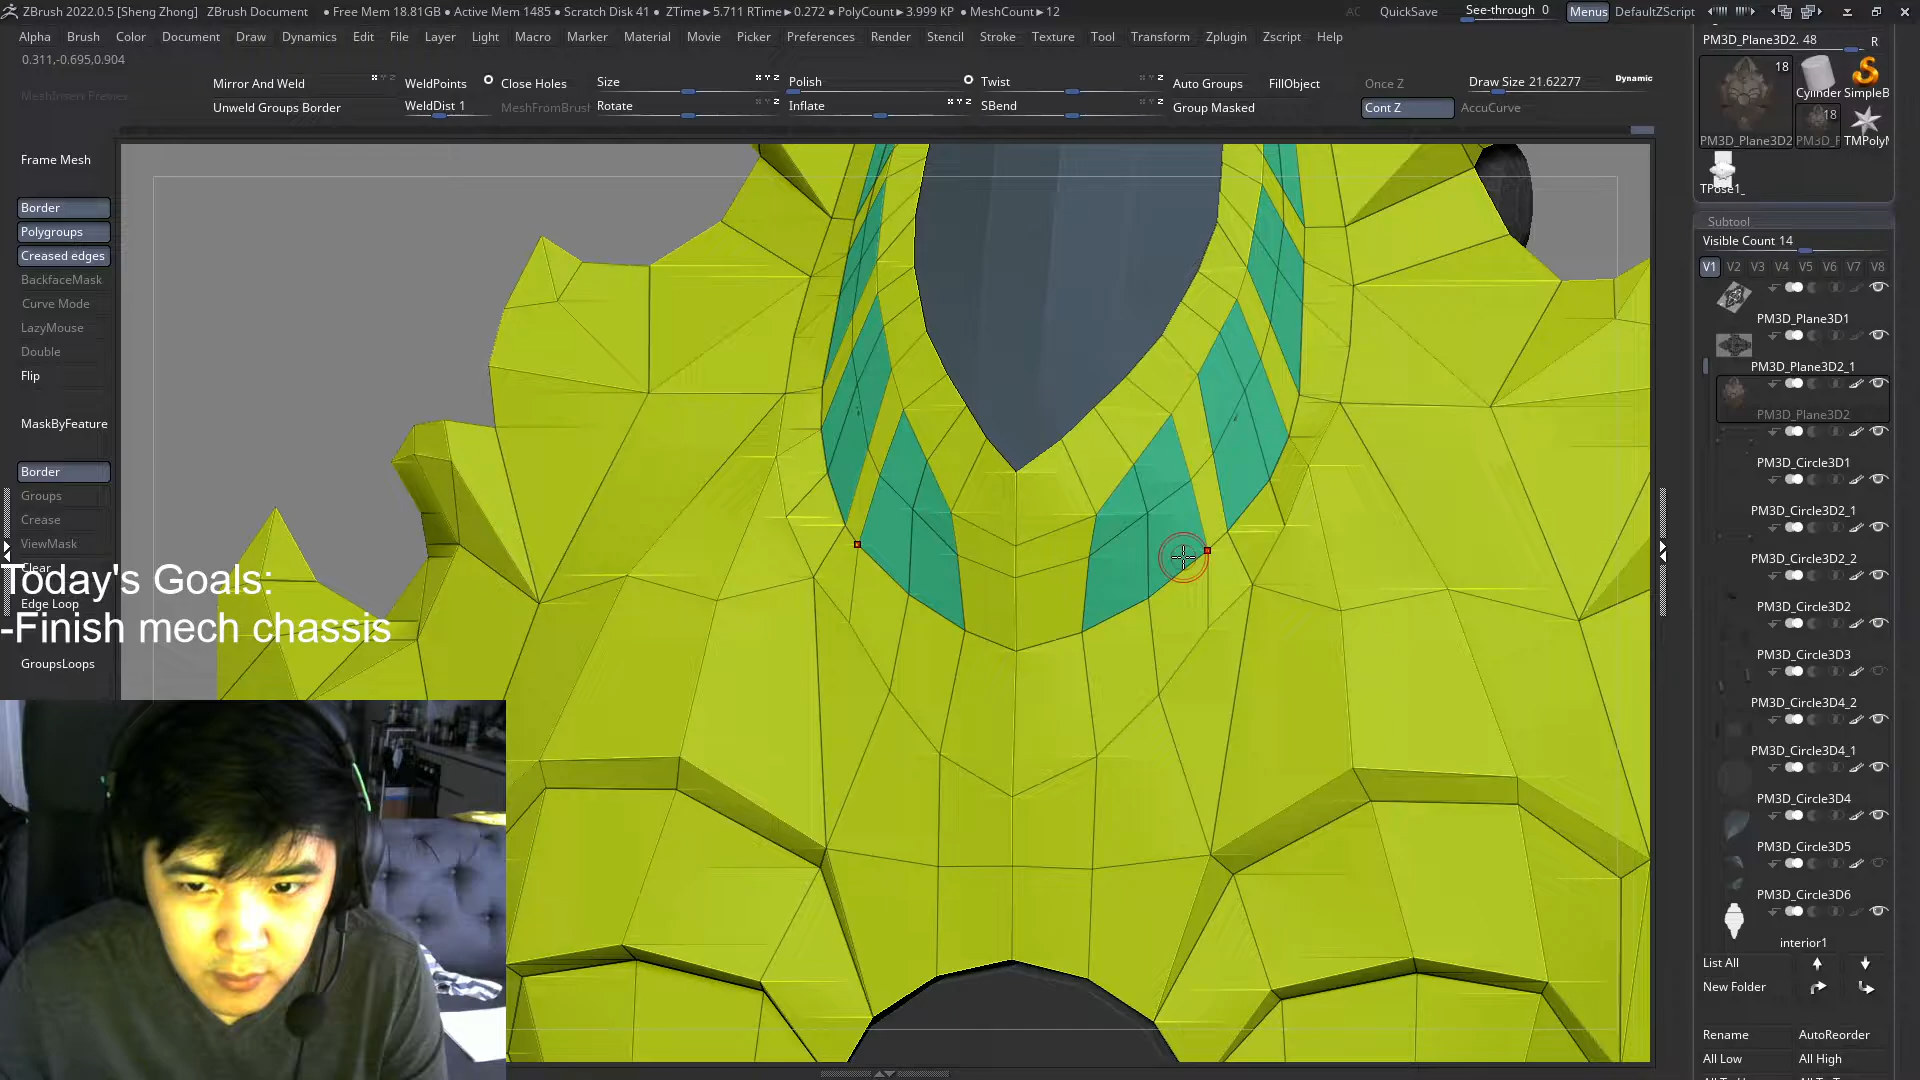 ZBrush 2022.0.5 [Sheng Zhong] ZBrush Document ● Free Mem 18.81GB ● Active Mem 1485 ● Scratch Disk 41 ● ZTime►5.711 RTime►0.272 ● PolyCount►3.999 KP ● MeshCount►12 AC QuickSave See-through 0 Menus DefaultZScript
Alpha Brush Color Document Draw Dynamics Edit File Layer Light Macro Marker Material Movie Picker Preferences Render Stencil Stroke Texture Tool Transform Zplugin Zscript Help
0.311,-0.695,0.904
Mirror And Weld WeldPoints Close Holes Size Polish Twist Auto Groups FillObject Once Z Draw Size 21.62277 Dynamic
Unweld Groups Border WeldDist 1 MeshFromBrush Rotate Inflate SBend Group Masked Cont Z AccuCurve
Frame Mesh
Border
Polygroups
Creased edges
BackfaceMask
Curve Mode
LazyMouse
Double
Flip
MaskByFeature
Border
Groups
Crease
ViewMask
Clear
Edge Loop
GroupsLoops
Today's Goals:
-Finish mech chassis
PM3D_Plane3D2. 48 R
18
Cylinder SimpleB
18
PM3D_Plane3D2 PM3D_P TMPolyM
TPose1_
Subtool
Visible Count 14
V1 V2 V3 V4 V5 V6 V7 V8
PM3D_Plane3D1
PM3D_Plane3D2_1
PM3D_Plane3D2
PM3D_Circle3D1
PM3D_Circle3D2_1
PM3D_Circle3D2_2
PM3D_Circle3D2
PM3D_Circle3D3
PM3D_Circle3D4_2
PM3D_Circle3D4_1
PM3D_Circle3D4
PM3D_Circle3D5
PM3D_Circle3D6
interior1
List All
New Folder
Rename AutoReorder
All Low All High